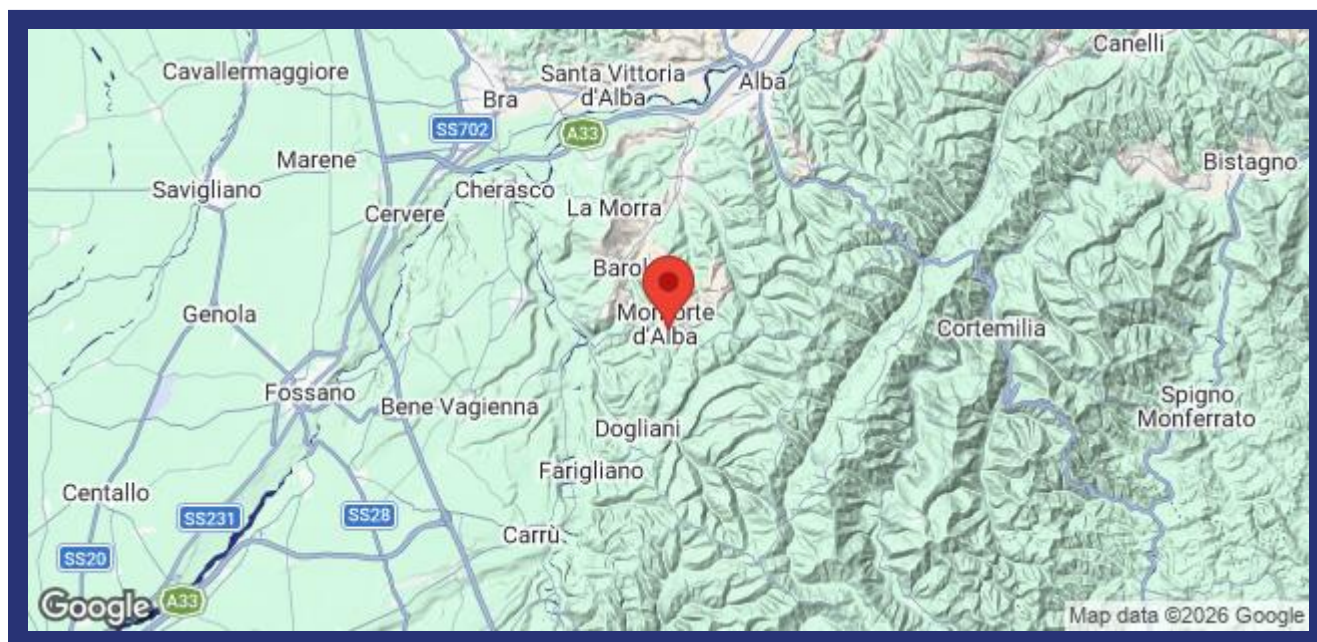 Canelli
Cavallermaggiore
Santa Vittoria
d'Alba
Alba
Bra
SS702
A33
Marene
Bistagno
Savigliano
Cherasco
La Morra
Cervere
Genola
d'Alba
Cortemilia
Fossano
Bene Vagienna
Spigno
Monferrato
Dogliani
Farigliano
Centallo
SS231
SS28
Carrù
SS20
A33
Google
Map data ©2026 Google